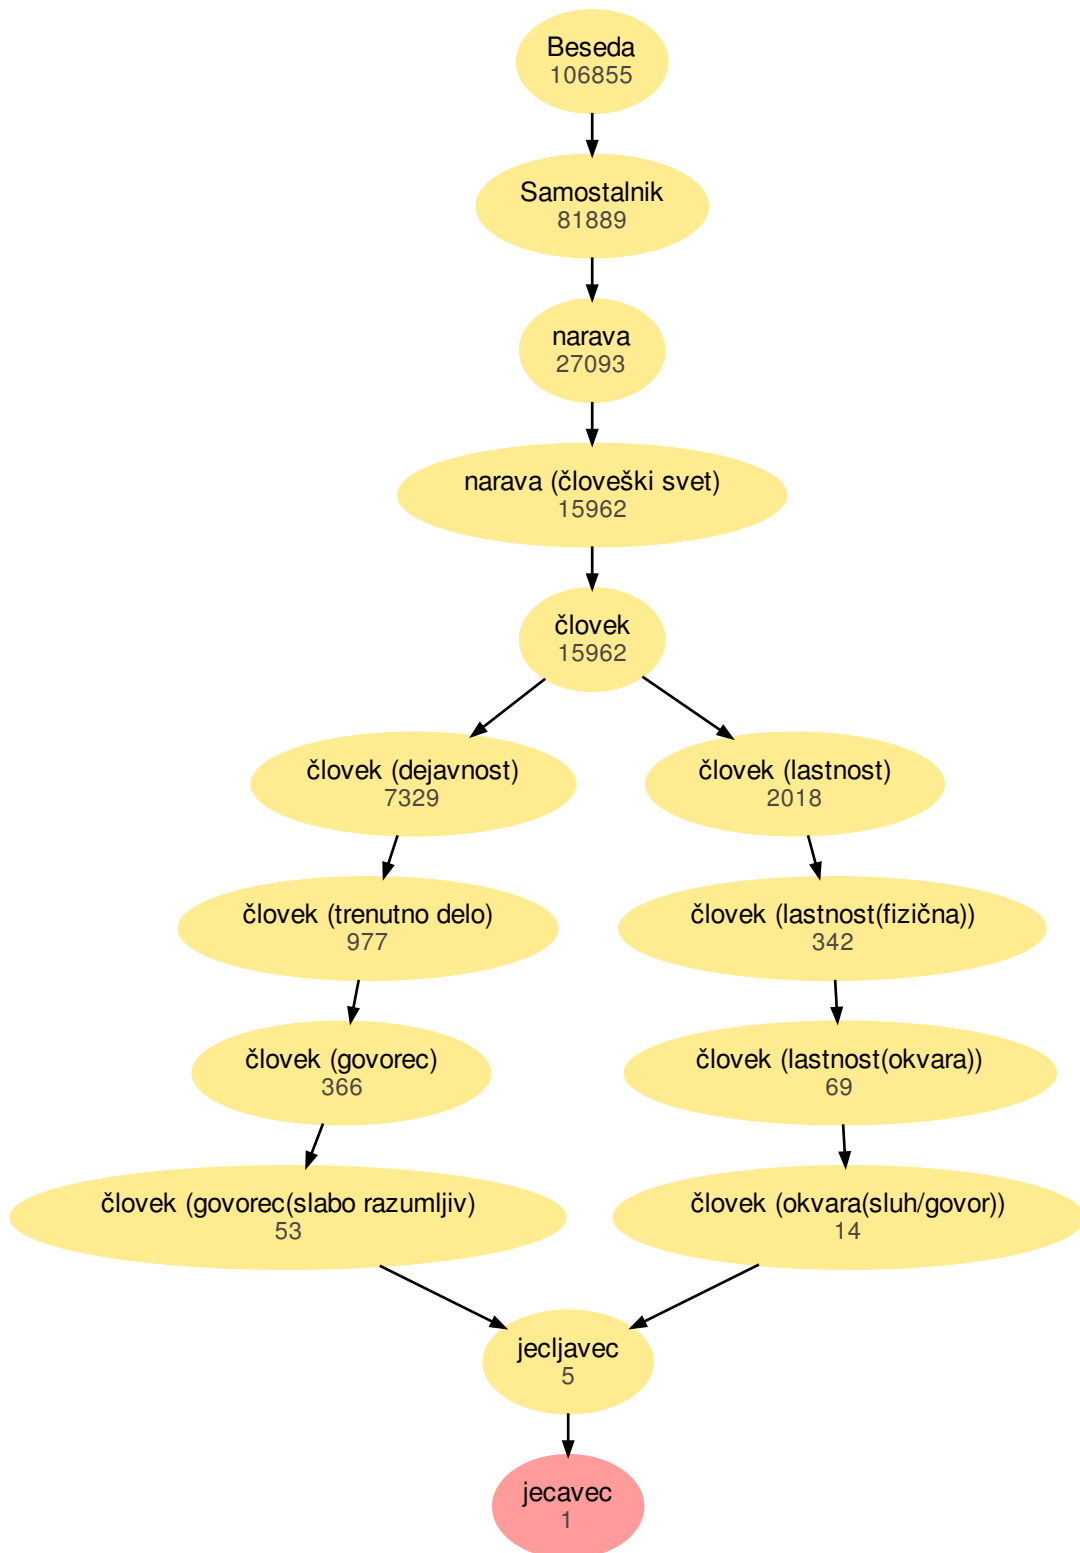 Beseda
106855
Samostalnik
81889
narava
27093
narava (človeški svet)
15962
človek
15962
človek (dejavnost)
7329
človek (lastnost)
2018
človek (trenutno delo)
977
človek (lastnost(fizična))
342
človek (govorec)
366
človek (lastnost(okvara))
69
človek (govorec(slabo razumljiv)
53
človek (okvara(sluh/govor))
14
jecljavec
5
jecavec
1